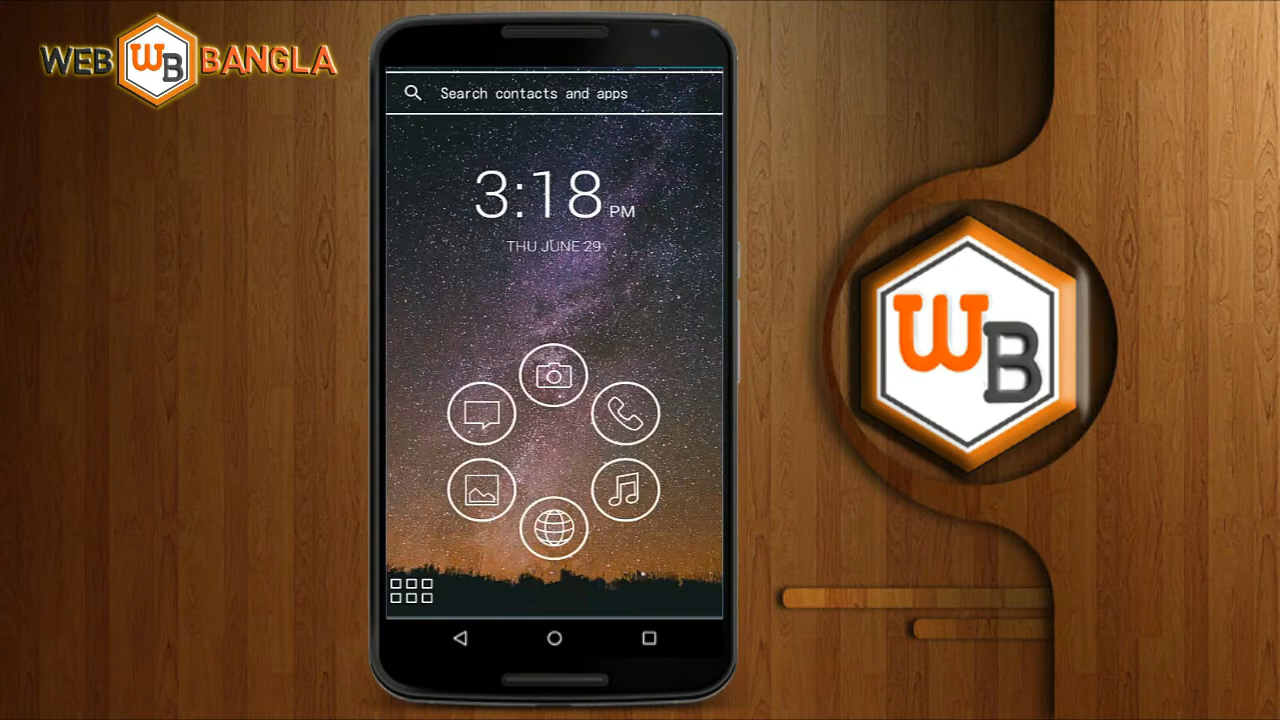 WEB WB BANGLA
Search contacts and apps
3:18 PM
THU JUNE 29
WB